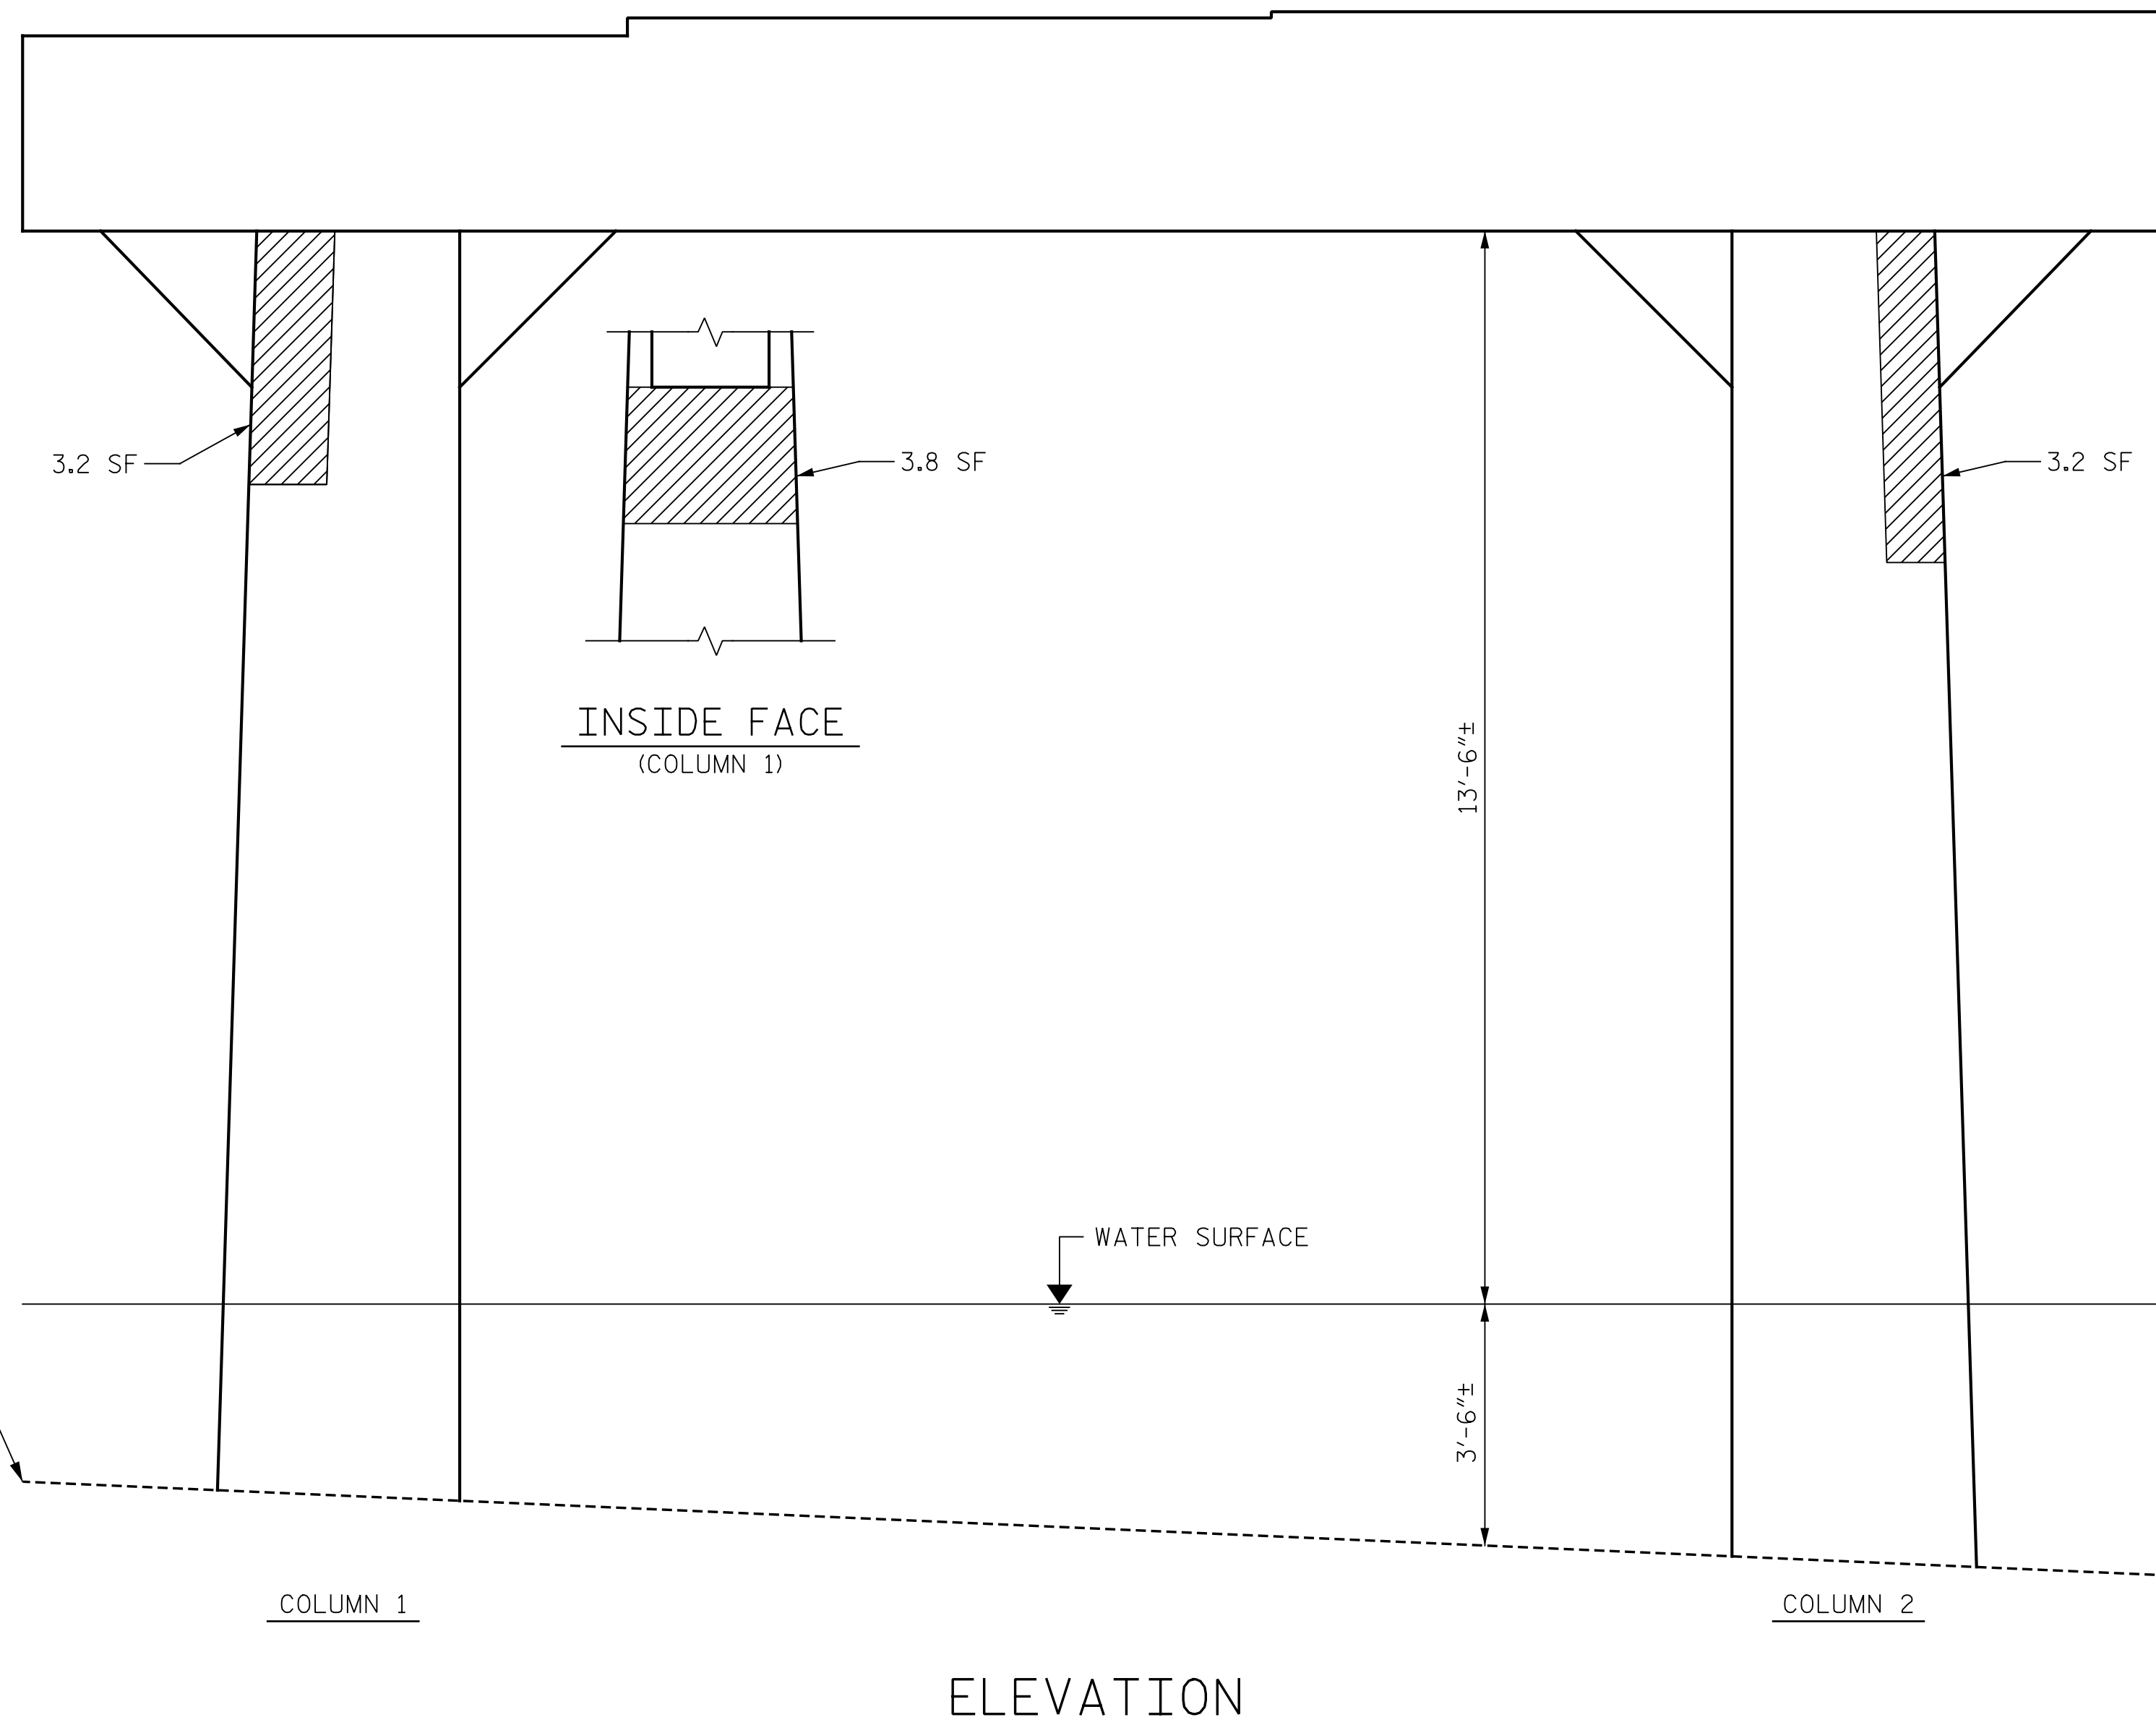 3.2 SF
3.8 SF
3.2 SF
INSIDE FACE
(COLUMN 1)
13'-6"±
WATER SURFACE
3'-6"±
COLUMN 1
COLUMN 2
ELEVATION